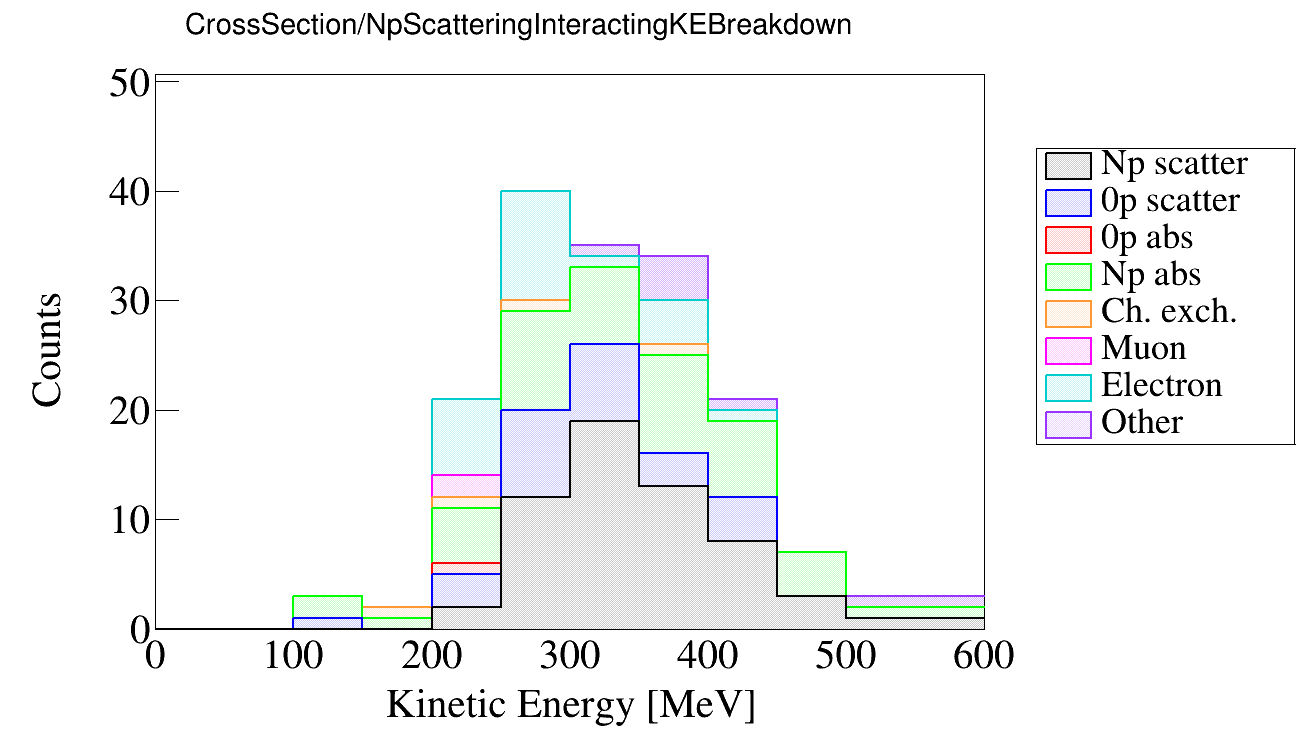 CrossSection/NpScatteringInteractingKEBreakdown
50
40
30
20
10
0
0 100 200 300 400 500 600
Counts
Kinetic Energy [MeV]
Np scatter
0p scatter
0p abs
Np abs
Ch. exch.
Muon
Electron
Other